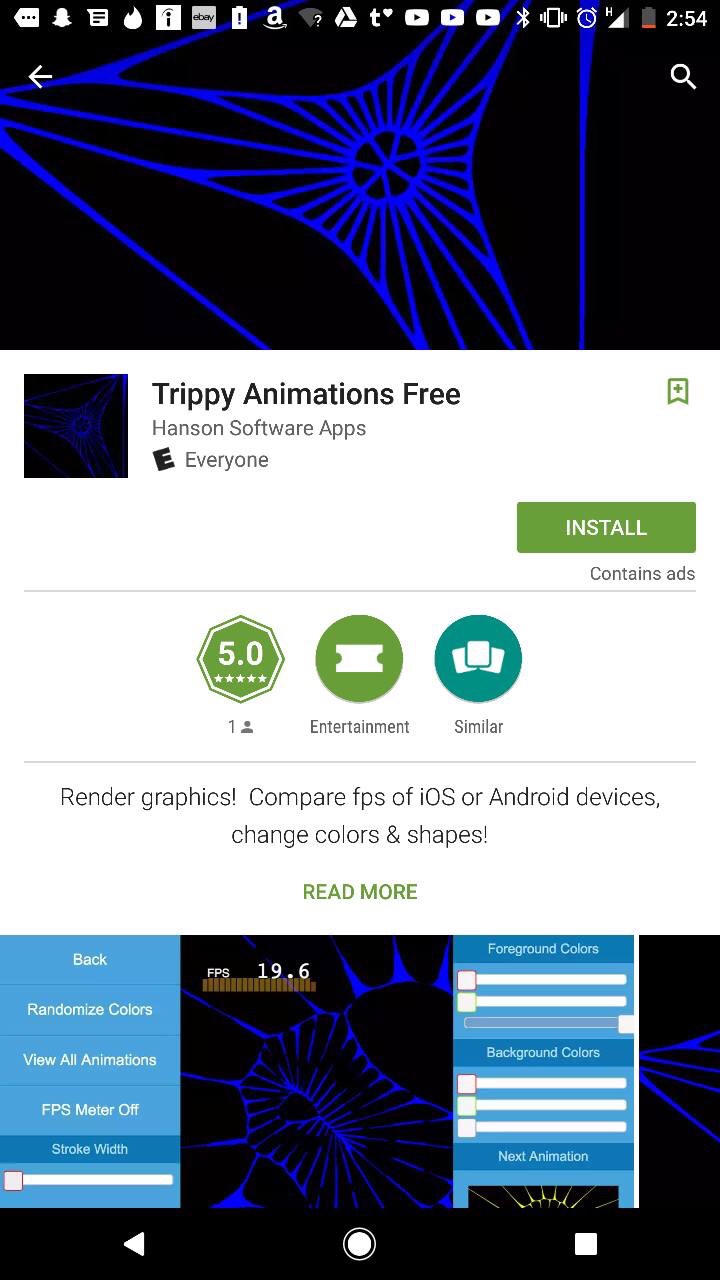 ebay
H
2:54
Trippy Animations Free
Hanson Software Apps
E Everyone
INSTALL
Contains ads
5.0
1
Entertainment
Similar
Render graphics!  Compare fps of iOS or Android devices,
change colors & shapes!
READ MORE
Back
Randomize Colors
View All Animations
FPS Meter Off
Stroke Width
FPS 19.6
Foreground Colors
Background Colors
Next Animation